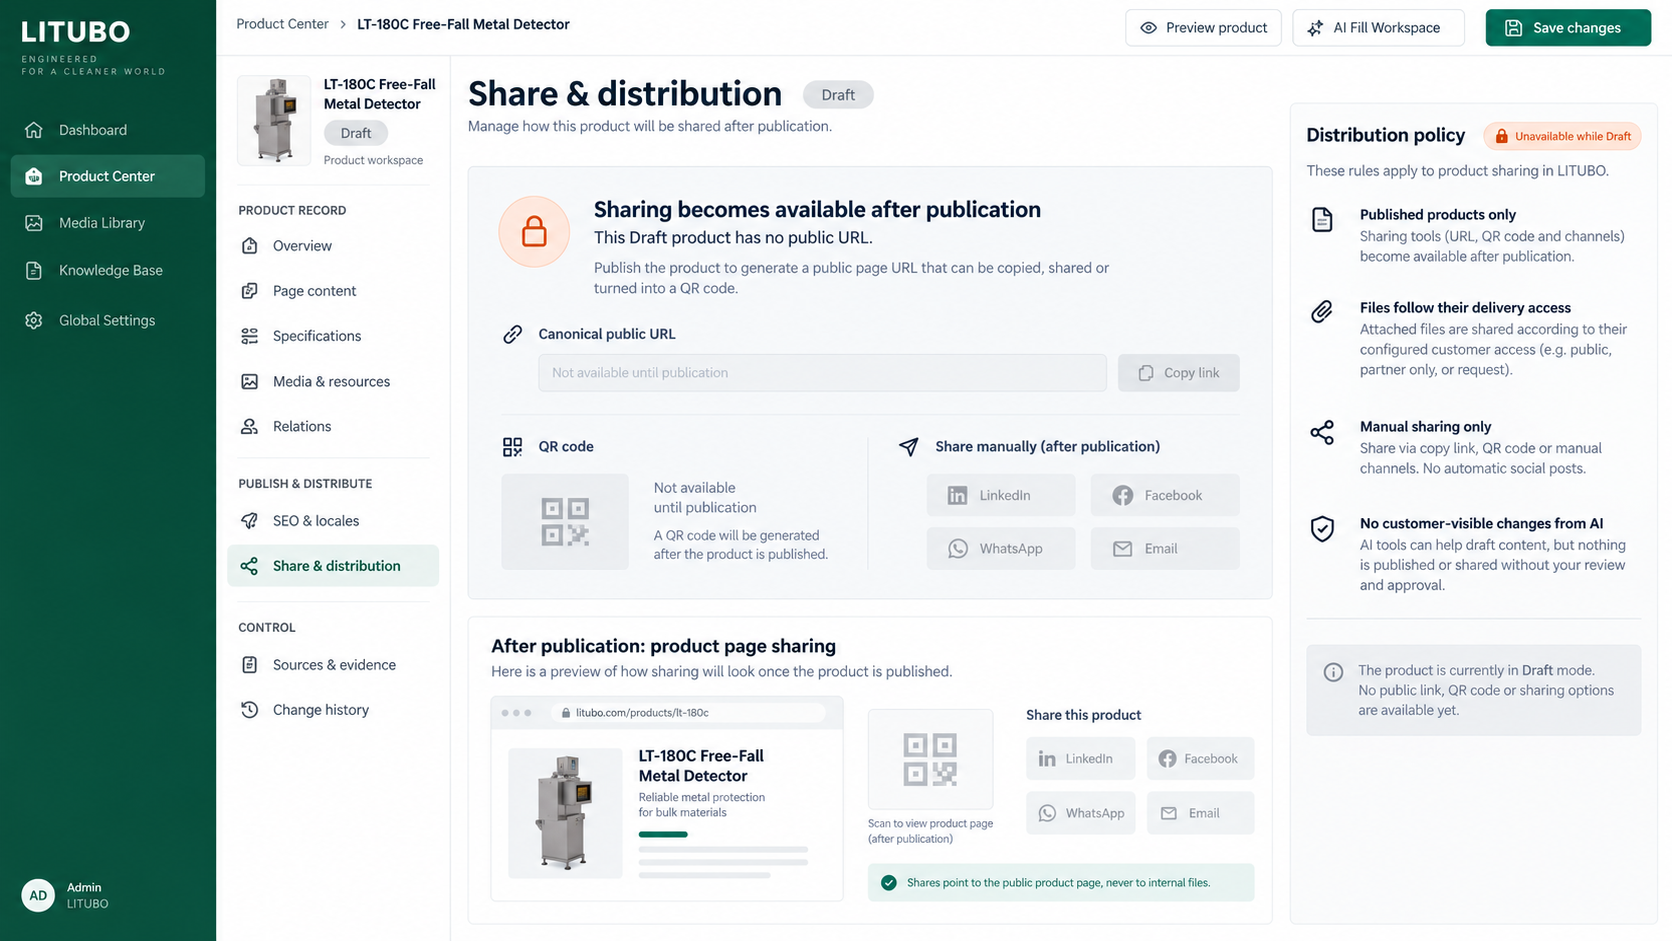 LITUBO
ENGINEERED
FOR A CLEANER WORLD
Dashboard
Product Center
Media Library
Knowledge Base
Global Settings
AD
Admin
LITUBO
Product Center > LT-180C Free-Fall Metal Detector
Preview product
AI Fill Workspace
Save changes
LT-180C Free-Fall
Metal Detector
Draft
Product workspace
PRODUCT RECORD
Overview
Page content
Specifications
Media & resources
Relations
PUBLISH & DISTRIBUTE
SEO & locales
Share & distribution
CONTROL
Sources & evidence
Change history
Share & distribution
Draft
Manage how this product will be shared after publication.
Sharing becomes available after publication
This Draft product has no public URL.
Publish the product to generate a public page URL that can be copied, shared or
turned into a QR code.
Canonical public URL
Not available until publication
Copy link
QR code
Not available
until publication
A QR code will be generated
after the product is published.
Share manually (after publication)
LinkedIn
Facebook
WhatsApp
Email
After publication: product page sharing
Here is a preview of how sharing will look once the product is published.
litubo.com/products/lt-180c
LT-180C Free-Fall
Metal Detector
Reliable metal protection
for bulk materials
Scan to view product page
(after publication)
Share this product
LinkedIn
Facebook
WhatsApp
Email
Shares point to the public product page, never to internal files.
Distribution policy
Unavailable while Draft
These rules apply to product sharing in LITUBO.
Published products only
Sharing tools (URL, QR code and channels)
become available after publication.
Files follow their delivery access
Attached files are shared according to their
configured customer access (e.g. public,
partner only, or request).
Manual sharing only
Share via copy link, QR code or manual
channels. No automatic social posts.
No customer-visible changes from AI
AI tools can help draft content, but nothing
is published or shared without your review
and approval.
The product is currently in Draft mode.
No public link, QR code or sharing options
are available yet.